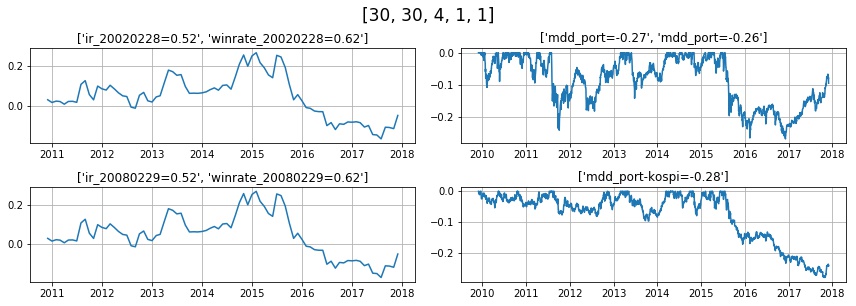 [30, 30, 4, 1, 1]
['ir_20020228=0.52', 'winrate_20020228=0.62']
0.2
0.0
2011 2012 2013 2014 2015 2016 2017 2018
['mdd_port=-0.27', 'mdd_port=-0.26']
0.0
−0.1
−0.2
2010 2011 2012 2013 2014 2015 2016 2017 2018
['ir_20080229=0.52', 'winrate_20080229=0.62']
0.2
0.0
2011 2012 2013 2014 2015 2016 2017 2018
['mdd_port-kospi=-0.28']
0.0
−0.1
−0.2
2010 2011 2012 2013 2014 2015 2016 2017 2018